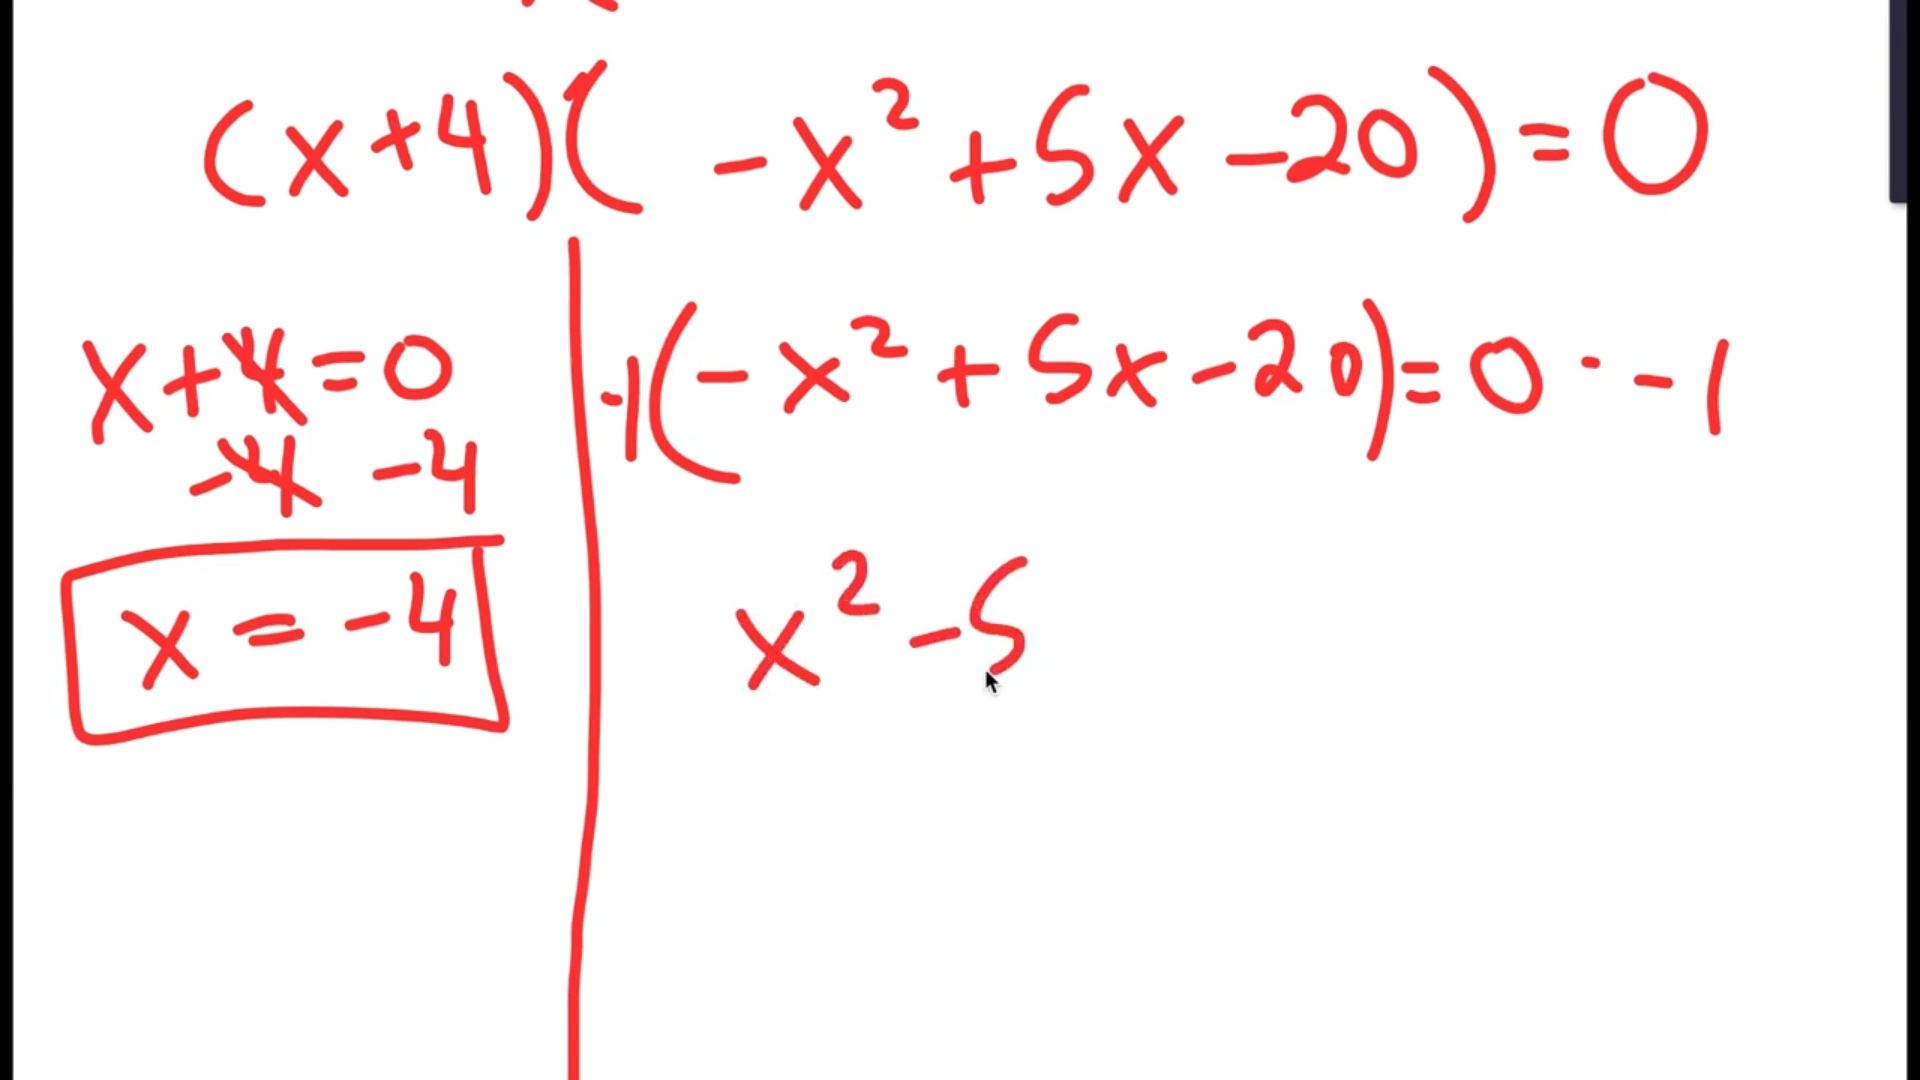 (x+4)( -x²+5x-20)=0
x+4=0
-4 -4
x=-4
-1(-x²+5x-20)=0·-1
x²-5